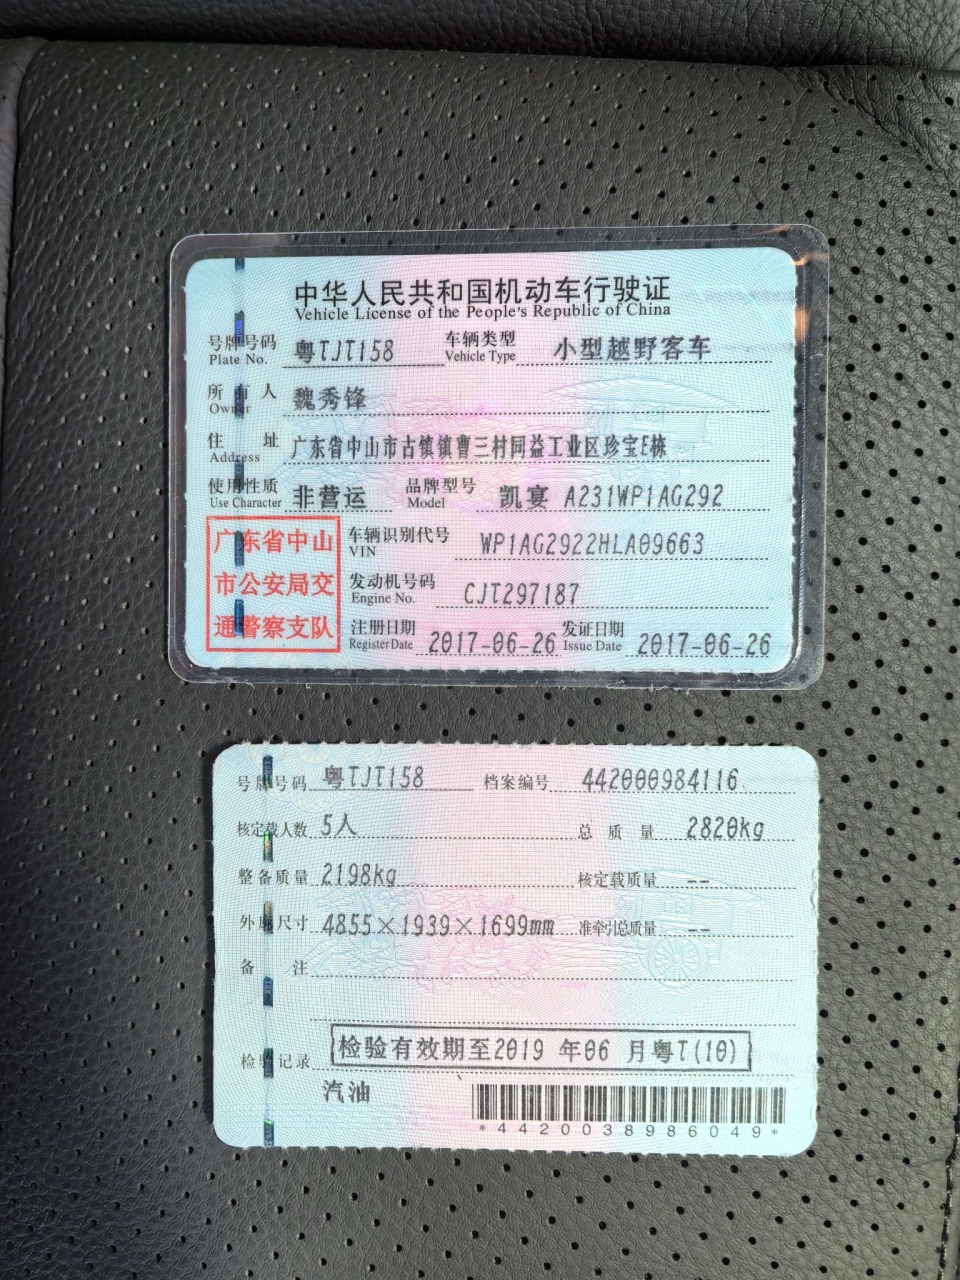 中华人民共和国机动车行驶证
Vehicle License of the People's Republic of China
号牌号码 粤TJT158 车辆类型 小型越野客车
Plate No. Vehicle Type
所有人 魏秀锋
Owner
住址 广东省中山市古镇镇曹三村同益工业区珍宝E栋
Address
使用性质 非营运 品牌型号 凯宴 A231WP1AG292
Use Character Model
广东省中山
市公安局交
通警察支队
车辆识别代号 WP1AG2922HLA09663
VIN
发动机号码 CJT297187
Engine No.
注册日期 2017-06-26 发证日期 2017-06-26
Register Date Issue Date
号牌号码 粤TJT158 档案编号 442000984116
核定载人数 5人 总质量 2820kg
整备质量 2198kg 核定载质量 --
外廓尺寸 4855×1939×1699mm 准牵引总质量 --
备注
检验记录 检验有效期至2019 年06 月粤T(10)
汽油
*4420038986049*